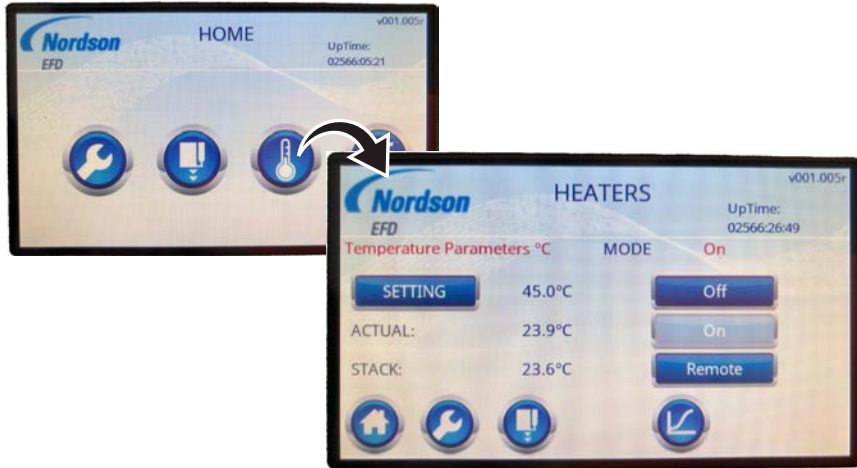 Nordson
EFD
HOME
v001.005r
UpTime:
02566:05:21
Nordson
EFD
HEATERS
v001.005r
UpTime:
02566:26:49
Temperature Parameters ºC MODE On
SETTING 45.0°C Off
ACTUAL: 23.9°C On
STACK: 23.6°C Remote